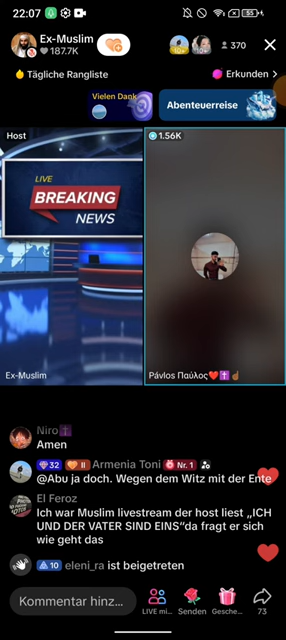 22:07
55
Ex-Muslim
187.7K
370
Tägliche Rangliste
Erkunden >
Vielen Dank
Abenteuerreise
Host
1.56K
LIVE
BREAKING
NEWS
Ex-Muslim
Pávlos Παύλος❤️✝️☝🏾
Niro✝️
Amen
32 II Armenia Toni Nr. 1
@Abu ja doch. Wegen dem Witz mit der Ente
El Feroz
Ich war Muslim livestream der host liest „ICH
UND DER VATER SIND EINS“da fragt er sich
wie geht das
10 eleni_ra ist beigetreten
Kommentar hinz...
LIVE mi...
Senden
Gesche...
73